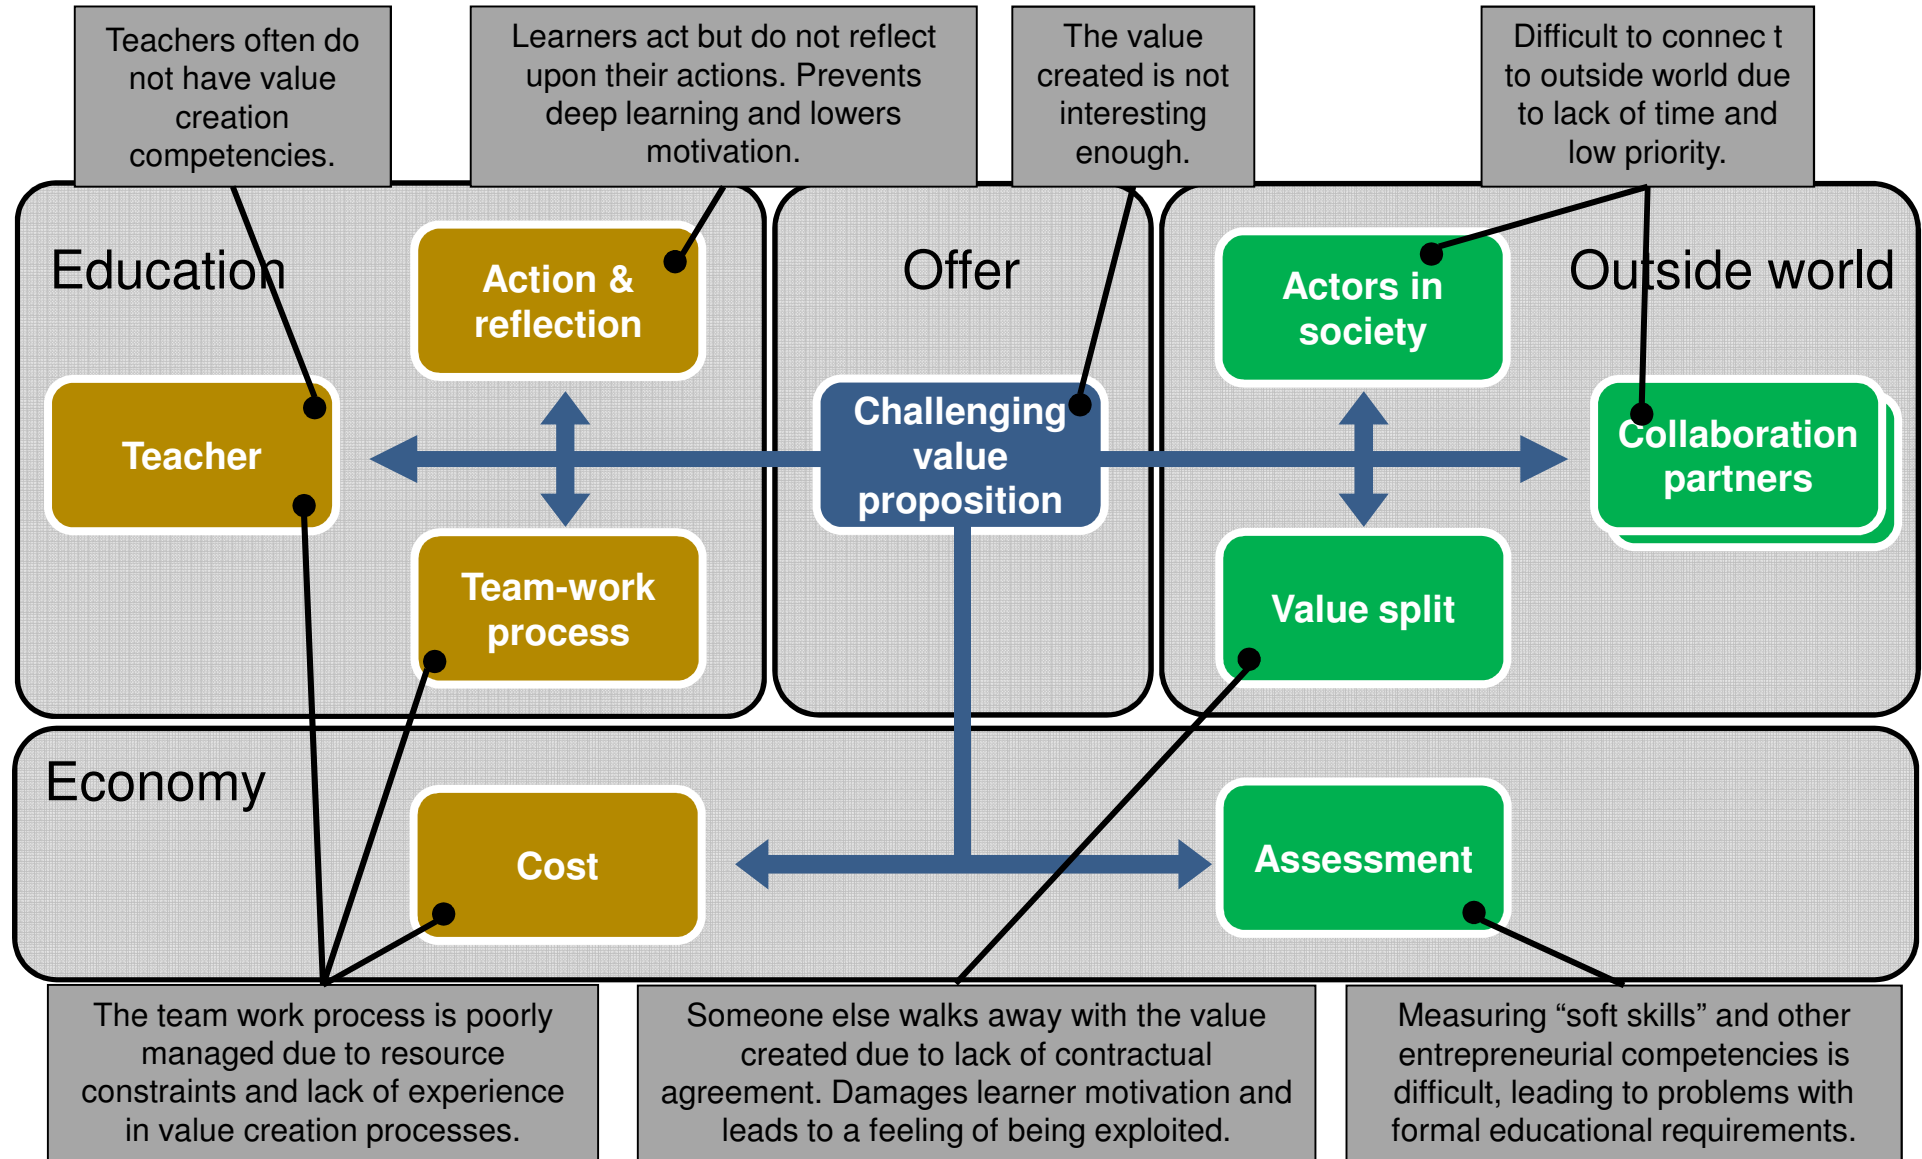 Teachers often do
not have value
creation
competencies.
Learners act but do not reflect
upon their actions. Prevents
deep learning and lowers
motivation.
The value
created is not
interesting
enough.
Difficult to connec t
to outside world due
to lack of time and
low priority.
Education
Action &
reflection
Teacher
Team-work
process
Offer
Challenging
value
proposition
Outside world
Actors in
society
Collaboration
partners
Value split
Economy
Cost
Assessment
The team work process is poorly
managed due to resource
constraints and lack of experience
in value creation processes.
Someone else walks away with the value
created due to lack of contractual
agreement. Damages learner motivation and
leads to a feeling of being exploited.
Measuring “soft skills” and other
entrepreneurial competencies is
difficult, leading to problems with
formal educational requirements.